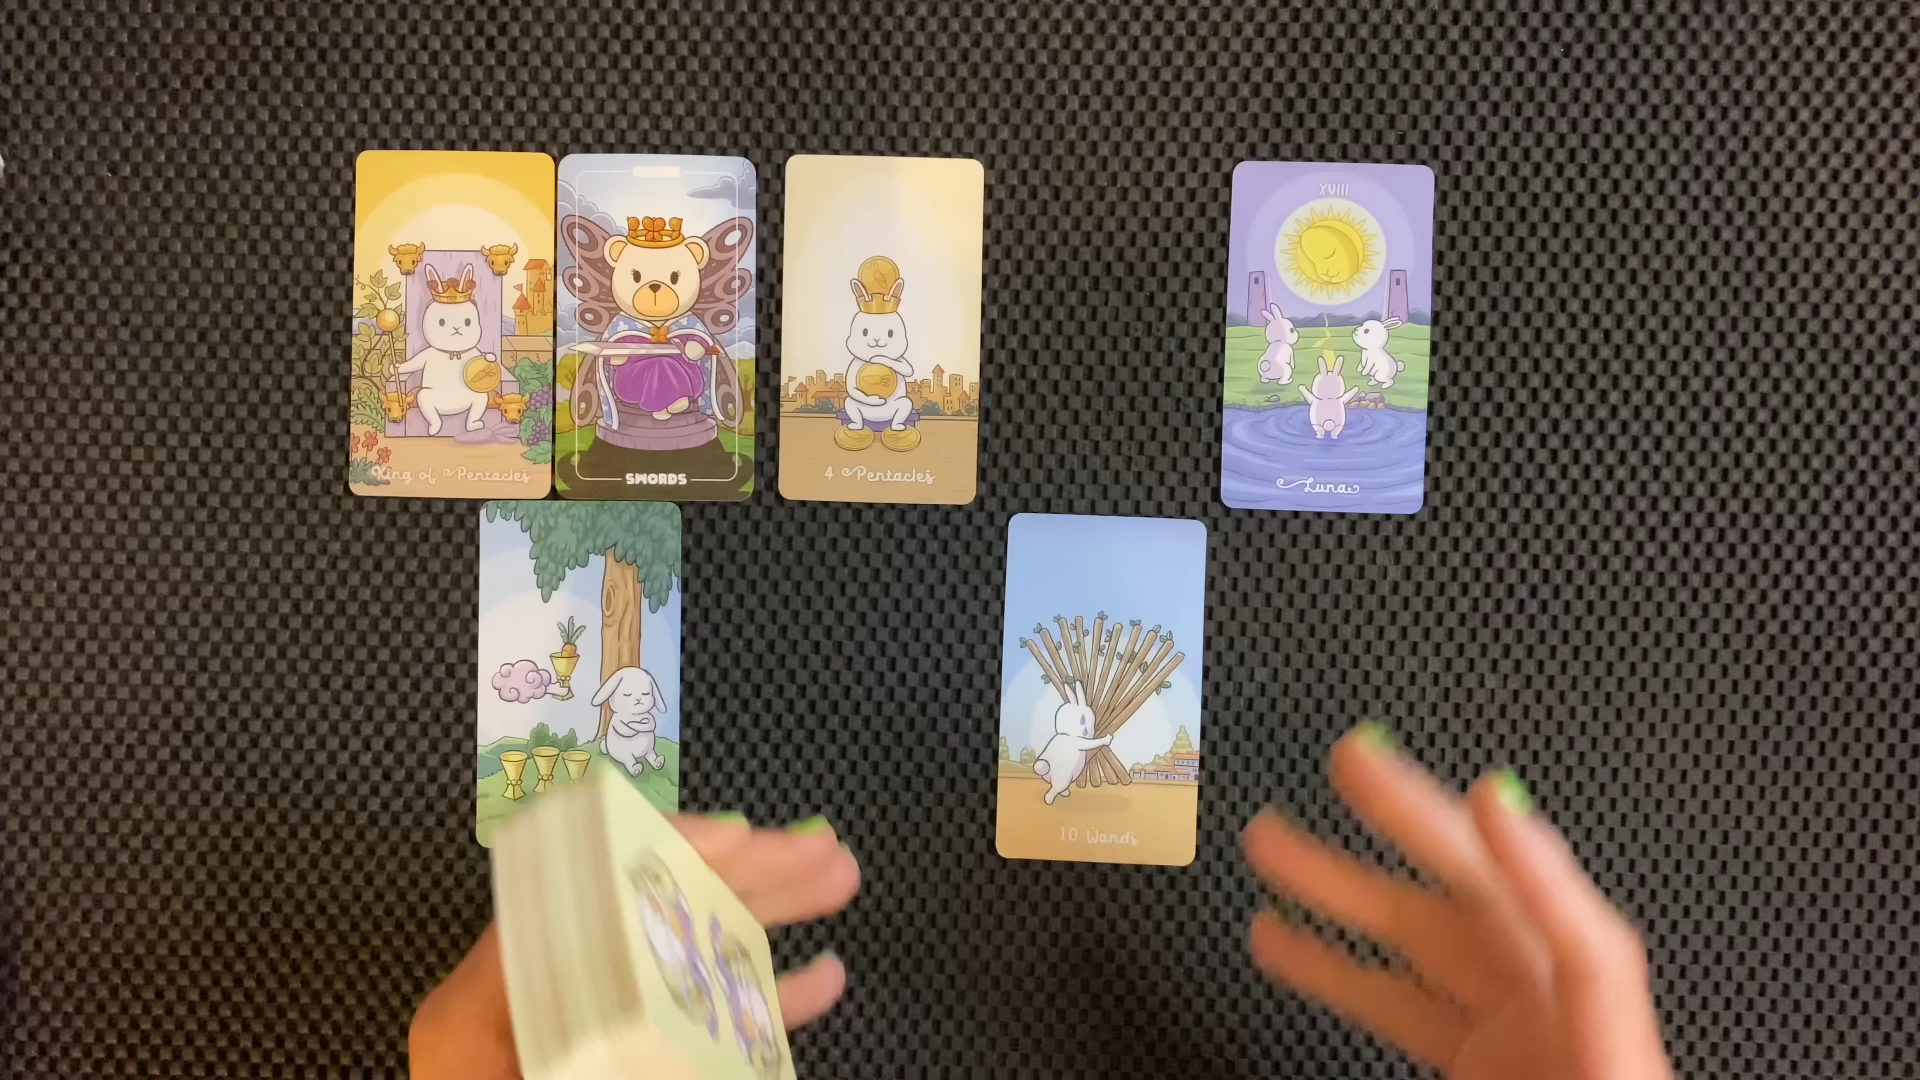 King of Pentacles
SWORDS
4 Pentacles
XVIII
Luna
10 Wands